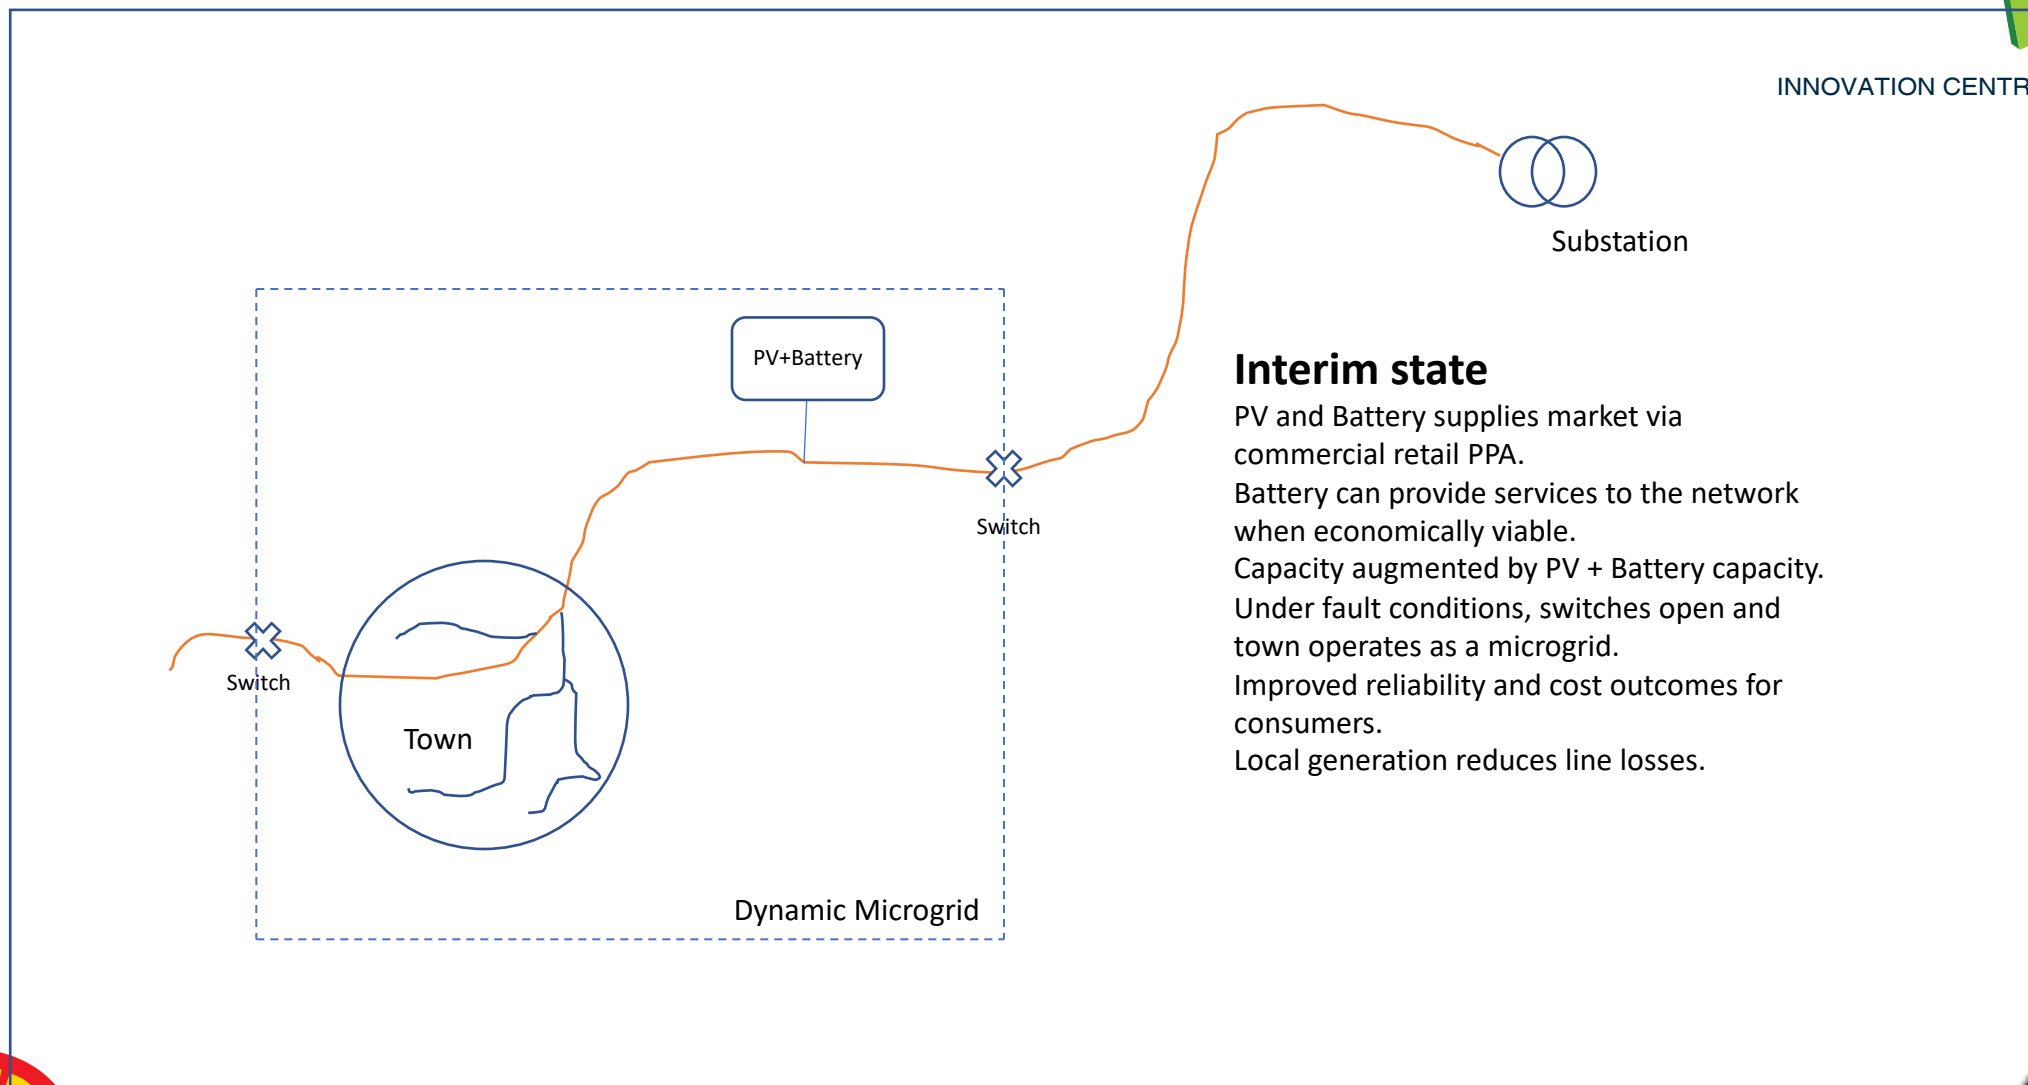 INNOVATION CENTR
Substation
PV+Battery
Switch
Switch
Town
Dynamic Microgrid
Interim state
PV and Battery supplies market via
commercial retail PPA.
Battery can provide services to the network
when economically viable.
Capacity augmented by PV + Battery capacity.
Under fault conditions, switches open and
town operates as a microgrid.
Improved reliability and cost outcomes for
consumers.
Local generation reduces line losses.